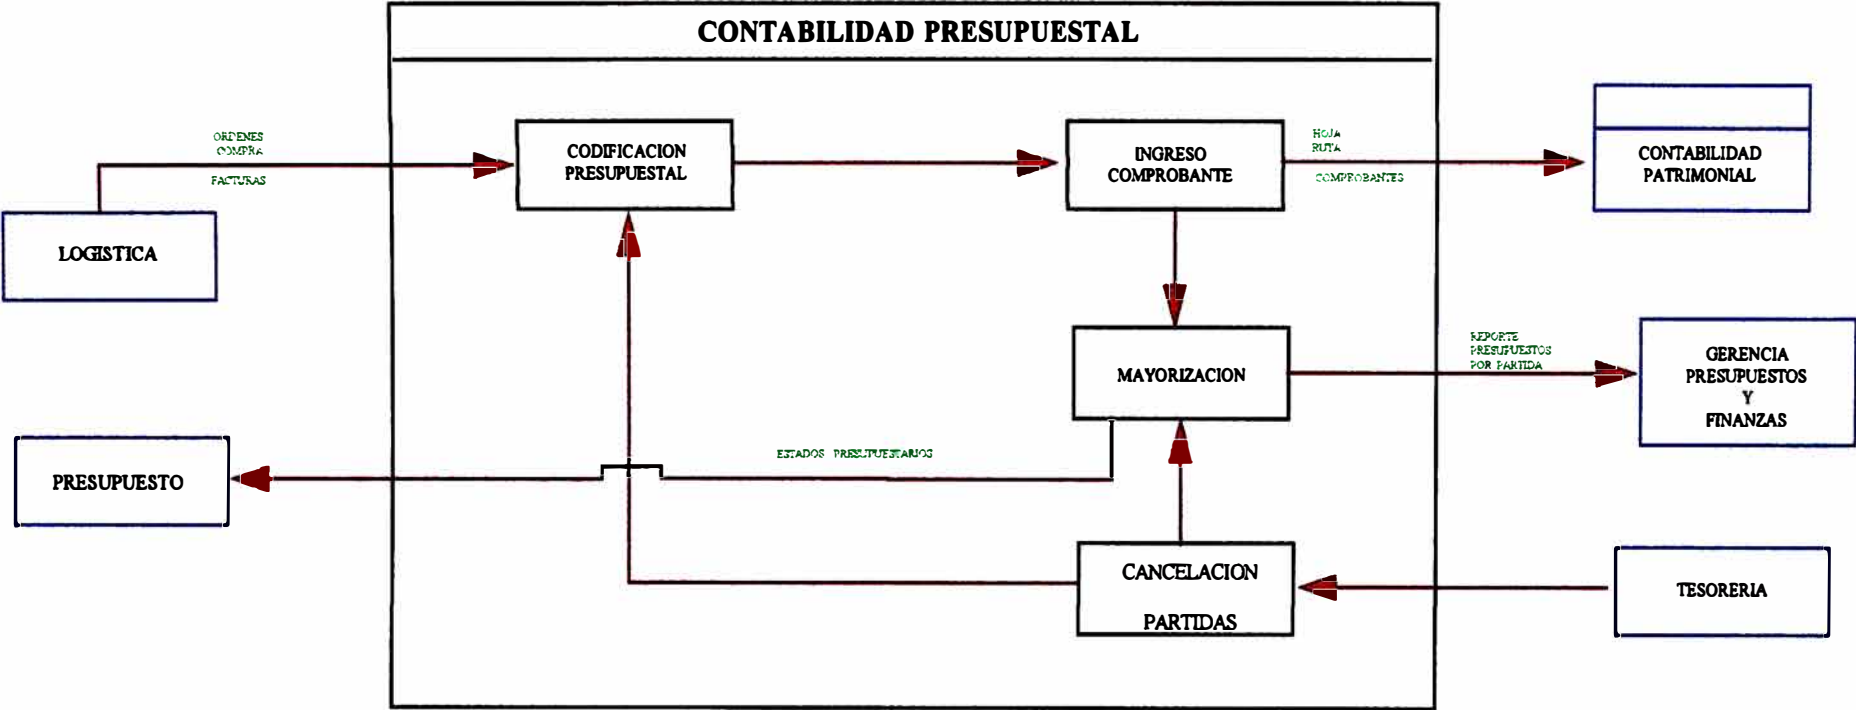 CONTABILIDAD PRESUPUESTAL
ORDENES
COMPRA
FACTURAS
CODIFICACION
PRESUPUESTAL
INGRESO
COMPROBANTE
HOJA
RUTA
COMPROBANTES
CONTABILIDAD
PATRIMONIAL
LOGISTICA
MAYORIZACION
REPORTE
PRESUPUESTOS
POR PARTIDA
GERENCIA
PRESUPUESTOS
Y
FINANZAS
PRESUPUESTO
ESTADOS PRESUPUESTARIOS
CANCELACION
PARTIDAS
TESORERIA